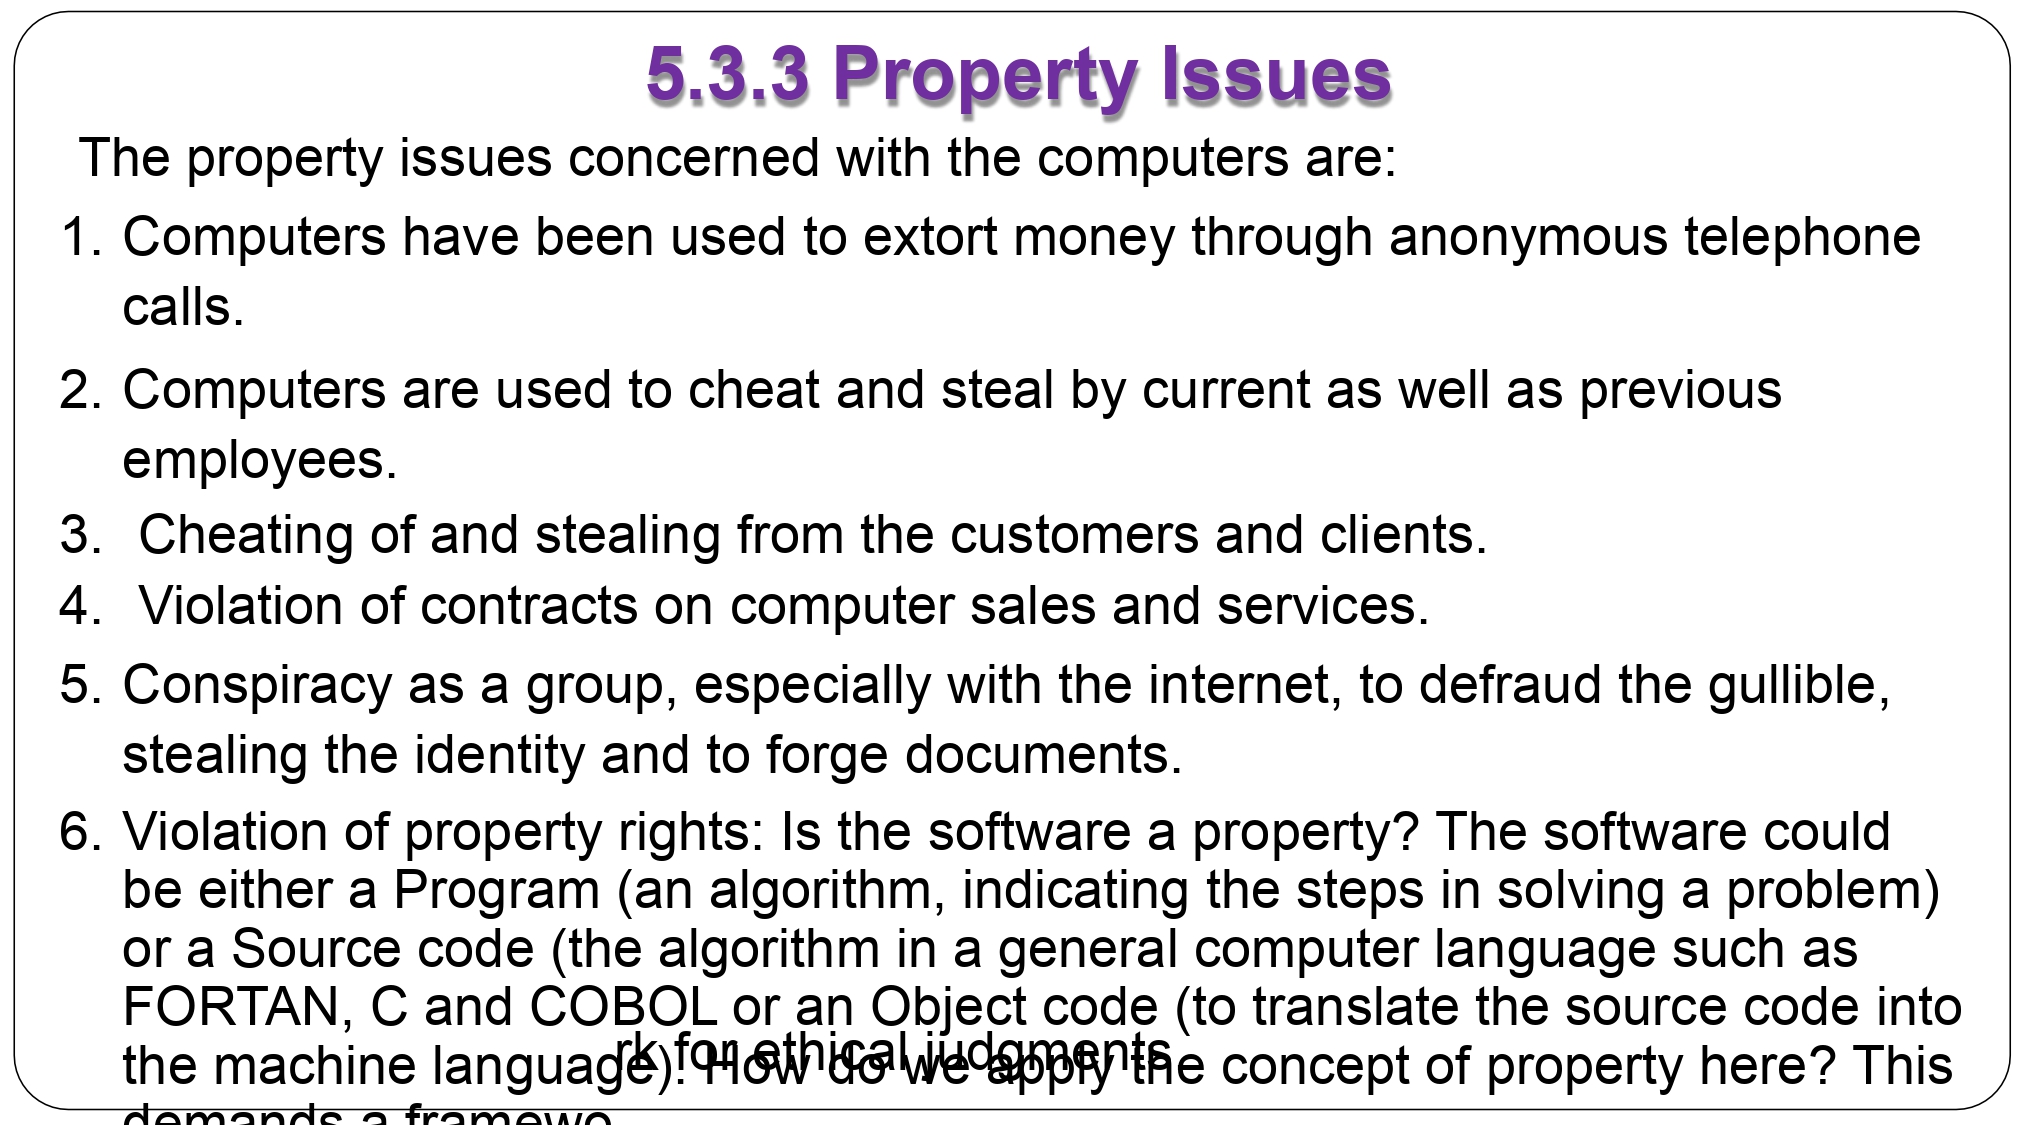 5.3.3 Property Issues
The property issues concerned with the computers are:
1. Computers have been used to extort money through anonymous telephone
calls.
2. Computers are used to cheat and steal by current as well as previous
employees.
3. Cheating of and stealing from the customers and clients.
4. Violation of contracts on computer sales and services.
5. Conspiracy as a group, especially with the internet, to defraud the gullible,
stealing the identity and to forge documents.
6. Violation of property rights: Is the software a property? The software could
be either a Program (an algorithm, indicating the steps in solving a problem)
or a Source code (the algorithm in a general computer language such as
FORTAN, C and COBOL or an Object code (to translate the source code into
the machine language). How do we apply the concept of property here? This
demands a framewo
rk for ethical judgments